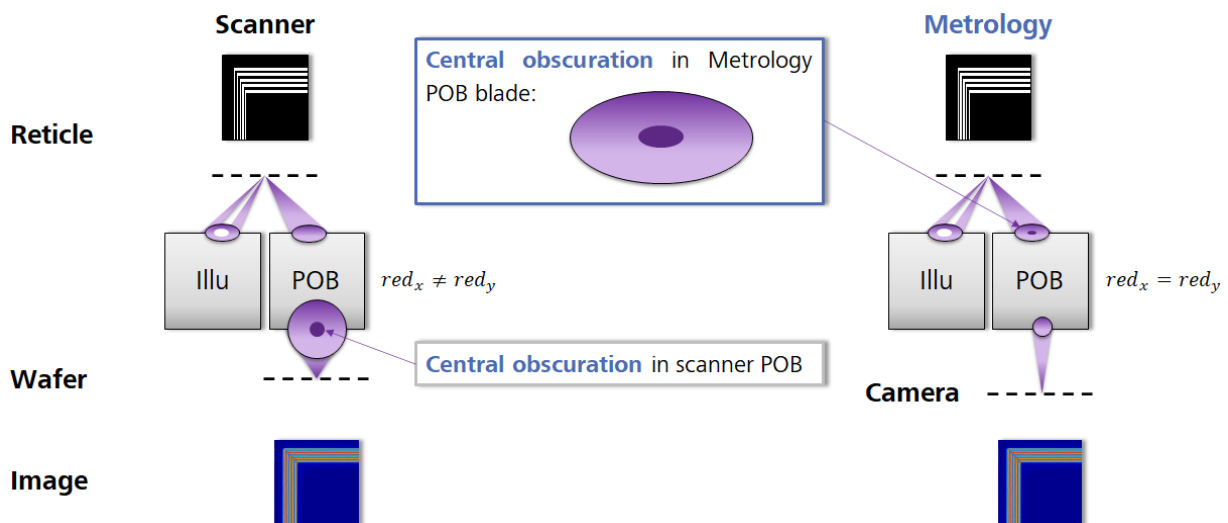 Scanner
Metrology
Central obscuration in Metrology
POB blade:
Reticle
Illu
POB
red_x ≠ red_y
Illu
POB
red_x = red_y
Central obscuration in scanner POB
Wafer
Camera
Image